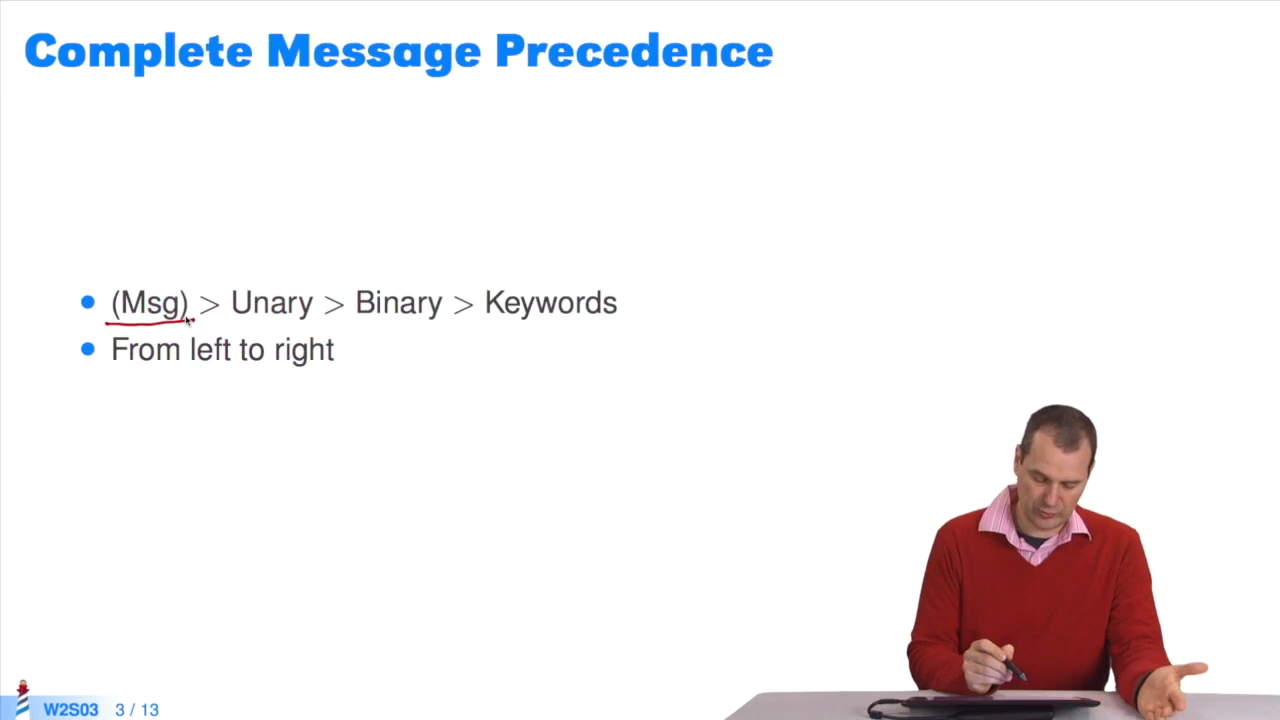 Complete Message Precedence
(Msg) > Unary > Binary > Keywords
From left to right
W2S03 3 / 13